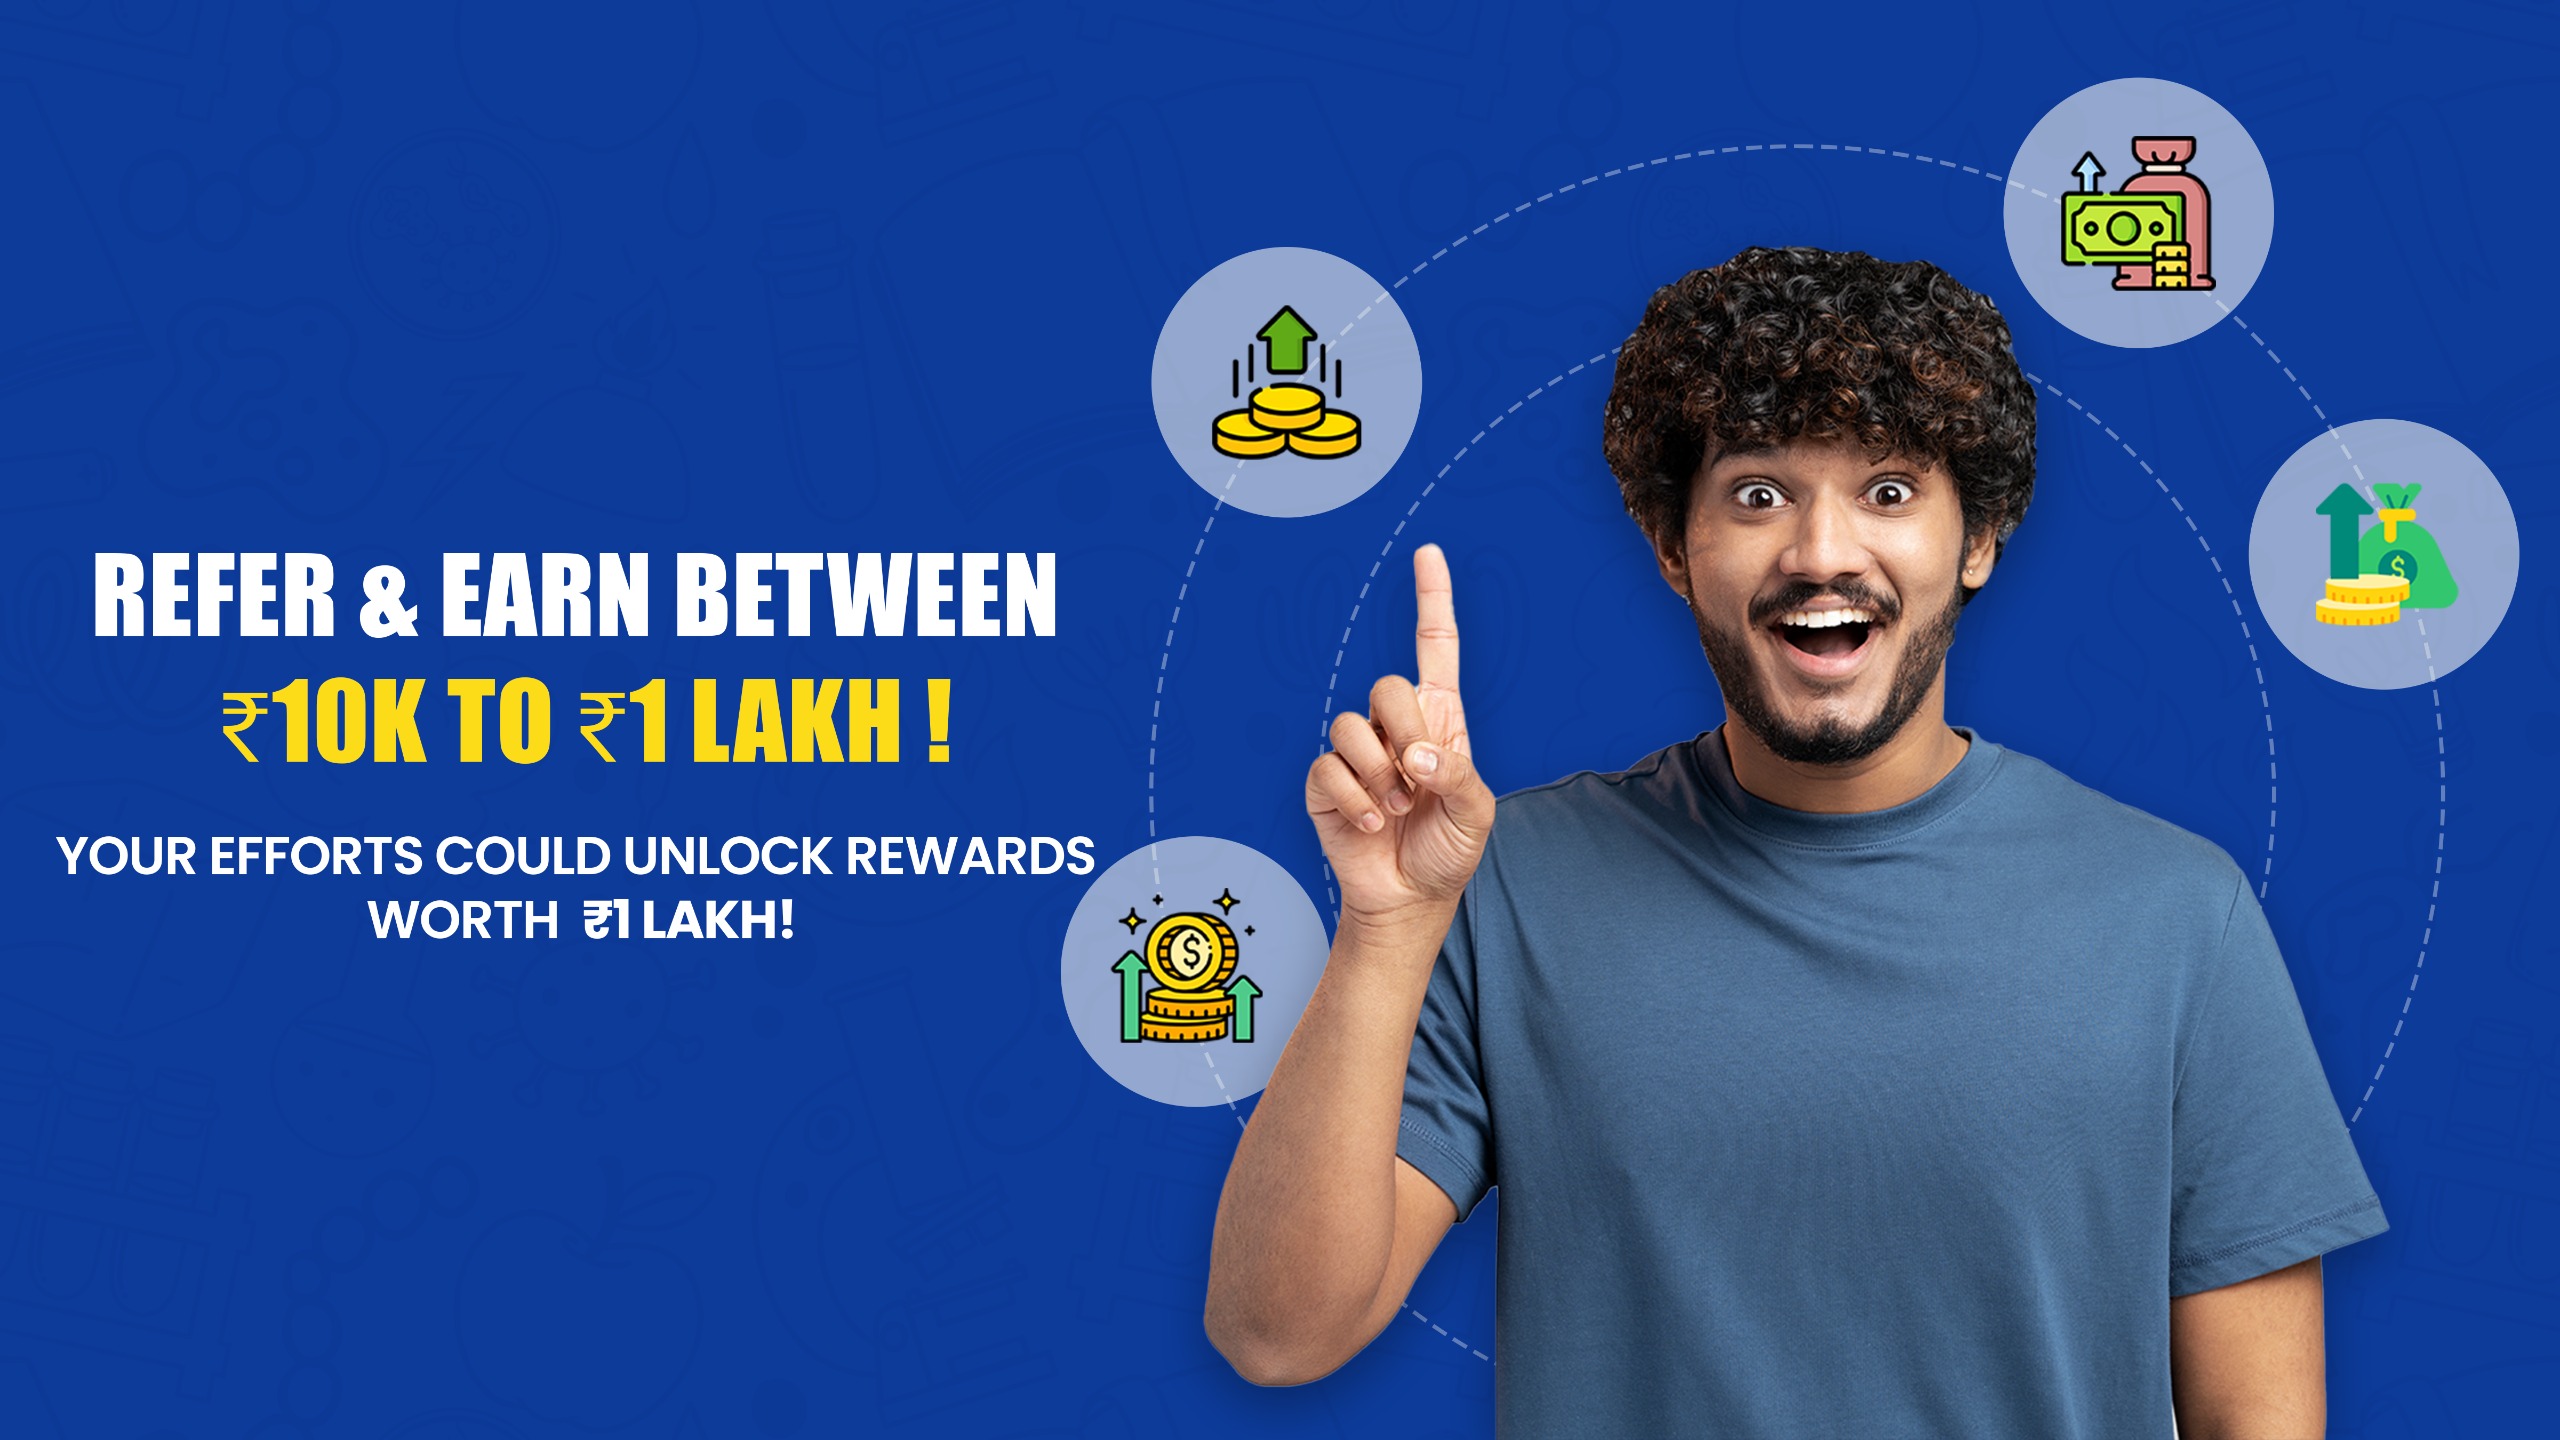 REFER & EARN BETWEEN
₹10K TO ₹1 LAKH !
YOUR EFFORTS COULD UNLOCK REWARDS
WORTH ₹1 LAKH!
$
$